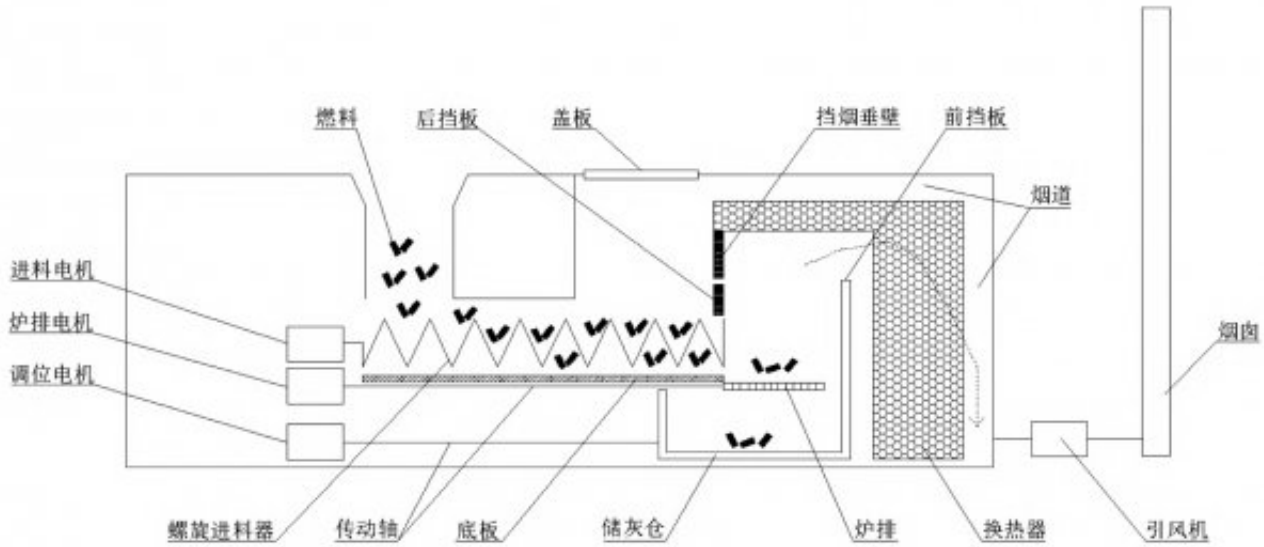 燃料
后挡板
盖板
挡烟垂壁
前挡板
烟道
进料电机
炉排电机
调位电机
烟囱
螺旋进料器
传动轴
底板
储灰仓
炉排
换热器
引风机